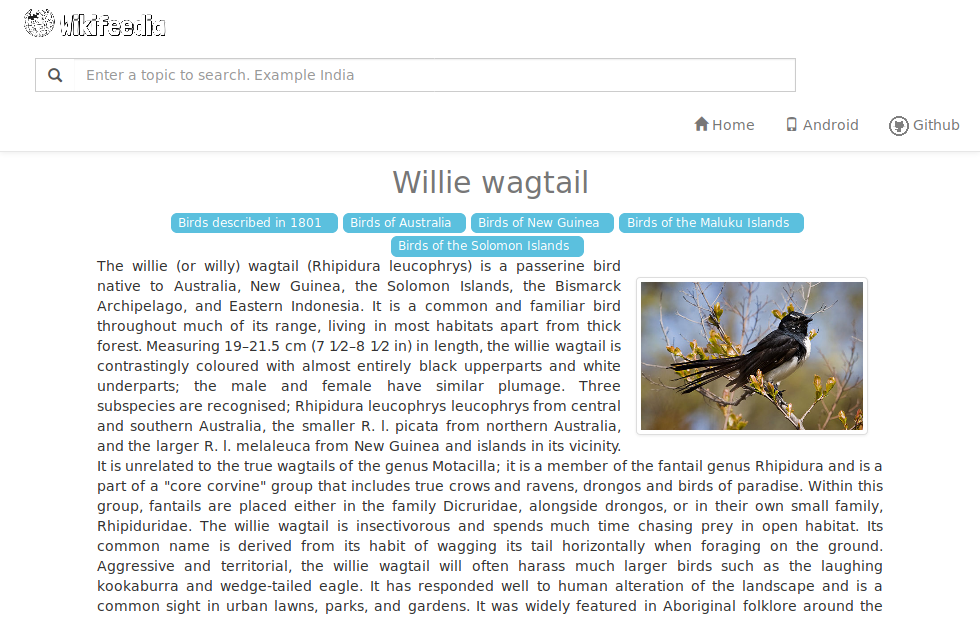 Wikifeedia
Enter a topic to search. Example India
Home Android Github
Willie wagtail
Birds described in 1801 Birds of Australia Birds of New Guinea Birds of the Maluku Islands
Birds of the Solomon Islands
The willie (or willy) wagtail (Rhipidura leucophrys) is a passerine bird
native to Australia, New Guinea, the Solomon Islands, the Bismarck
Archipelago, and Eastern Indonesia. It is a common and familiar bird
throughout much of its range, living in most habitats apart from thick
forest. Measuring 19–21.5 cm (7 1⁄2–8 1⁄2 in) in length, the willie wagtail is
contrastingly coloured with almost entirely black upperparts and white
underparts; the male and female have similar plumage. Three
subspecies are recognised; Rhipidura leucophrys leucophrys from central
and southern Australia, the smaller R. l. picata from northern Australia,
and the larger R. l. melaleuca from New Guinea and islands in its vicinity.
It is unrelated to the true wagtails of the genus Motacilla; it is a member of the fantail genus Rhipidura and is a
part of a "core corvine" group that includes true crows and ravens, drongos and birds of paradise. Within this
group, fantails are placed either in the family Dicruridae, alongside drongos, or in their own small family,
Rhipiduridae. The willie wagtail is insectivorous and spends much time chasing prey in open habitat. Its
common name is derived from its habit of wagging its tail horizontally when foraging on the ground.
Aggressive and territorial, the willie wagtail will often harass much larger birds such as the laughing
kookaburra and wedge-tailed eagle. It has responded well to human alteration of the landscape and is a
common sight in urban lawns, parks, and gardens. It was widely featured in Aboriginal folklore around the